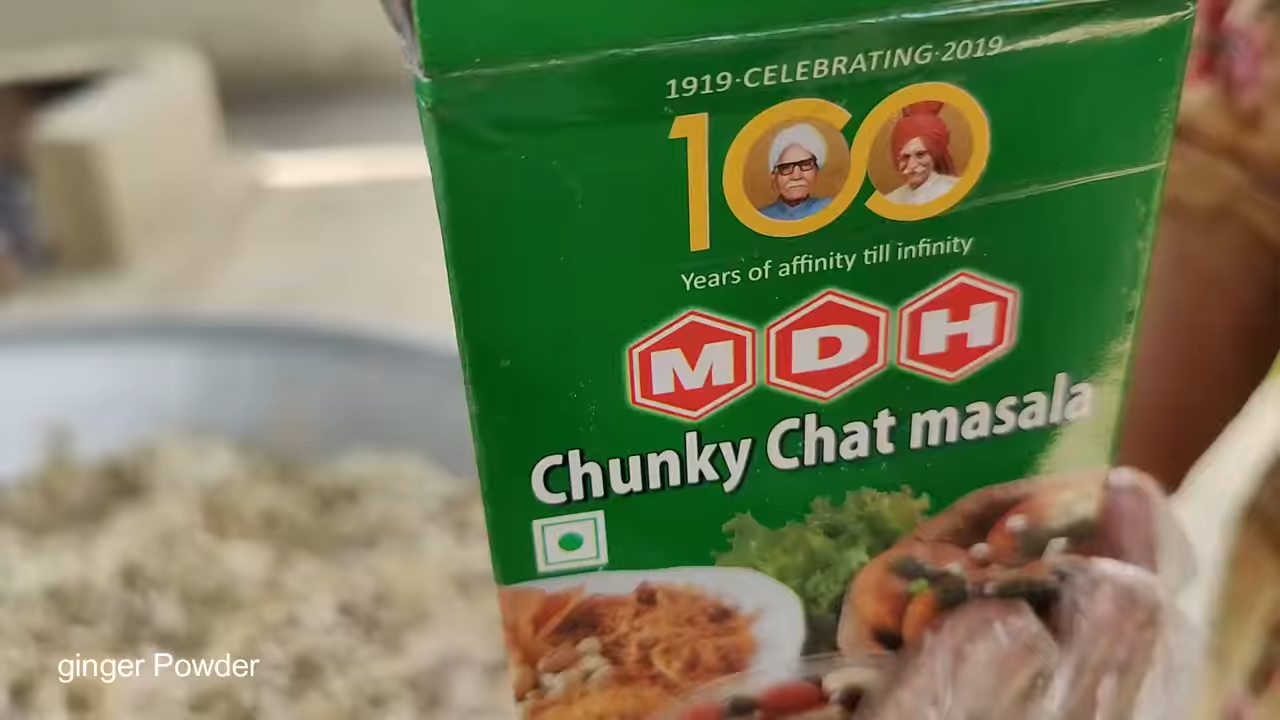 1919·CELEBRATING·2019
100
Years of affinity till infinity
MDH
Chunky Chat masala
ginger Powder